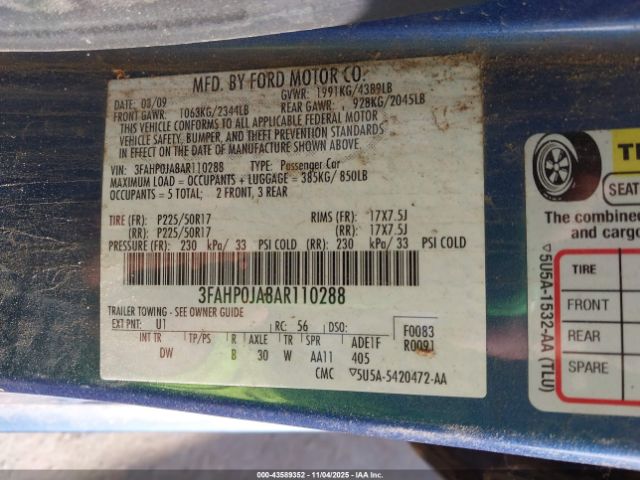 MFD. BY FORD MOTOR CO.
DATE: 08/09 GVWR: 1991KG/4389LB
FRONT GAWR: 1063KG/2344LB REAR GAWR: 928KG/2045LB
THIS VEHICLE CONFORMS TO ALL APPLICABLE FEDERAL MOTOR
VEHICLE SAFETY, BUMPER, AND THEFT PREVENTION STANDARDS
IN EFFECT ON THE DATE OF MANUFACTURE SHOWN ABOVE.
VIN: 3FAHP0JA8AR110288 TYPE: Passenger Car
MAXIMUM LOAD = OCCUPANTS + LUGGAGE = 385KG/ 850LB
OCCUPANTS = 5 TOTAL: 2 FRONT, 3 REAR
TIRE (FR): P225/50R17 RIMS (FR): 17X7.5J
(RR): P225/50R17 (RR): 17X7.5J
PRESSURE (FR): 230 kPa/ 33 PSI COLD (RR): 230 kPa/ 33 PSI COLD
3FAHP0JA8AR110288
TRAILER TOWING - SEE OWNER GUIDE
EXT PNT: U1 RC: 56 DSO: F0083
INT TR TP/PS R AXLE TR SPR ADE1F R0091
DW B 30 W AA11 405
CMC ▽5U5A-5420472-AA
SEAT
The combine
and cargo
TIRE
FRONT
REAR
SPARE
▽5U5A-1532-AA (TLU)
000-43589352 11/04/2025 - IAAI.com